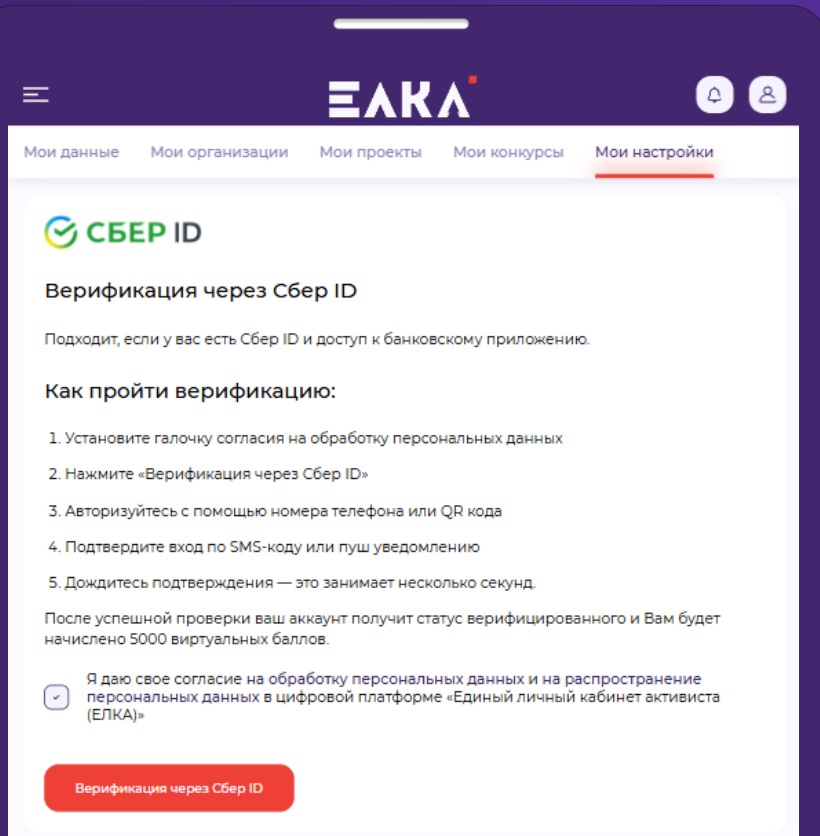 ЕЛКА
Мои данные Мои организации Мои проекты Мои конкурсы Мои настройки
СБЕР ID
Верификация через Сбер ID
Подходит, если у вас есть Сбер ID и доступ к банковскому приложению.
Как пройти верификацию:
1. Установите галочку согласия на обработку персональных данных
2. Нажмите «Верификация через Сбер ID»
3. Авторизуйтесь с помощью номера телефона или QR кода
4. Подтвердите вход по SMS-коду или пуш уведомлению
5. Дождитесь подтверждения — это занимает несколько секунд.
После успешной проверки ваш аккаунт получит статус верифицированного и Вам будет
начислено 5000 виртуальных баллов.
Я даю свое согласие на обработку персональных данных и на распространение
персональных данных в цифровой платформе «Единый личный кабинет активиста
(ЕЛКА)»
Верификация через Сбер ID